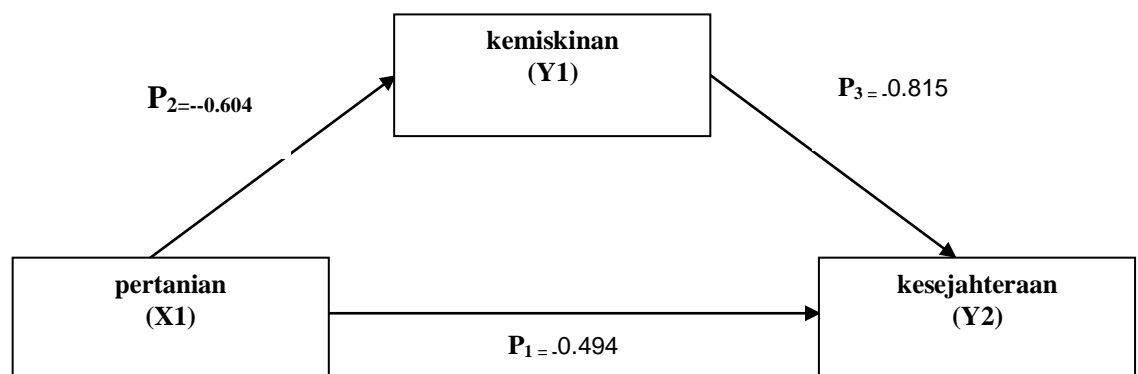 kemiskinan
(Y1)
P2=--0.604
P3 = -0.815
pertanian
(X1)
kesejahteraan
(Y2)
P1 = -0.494